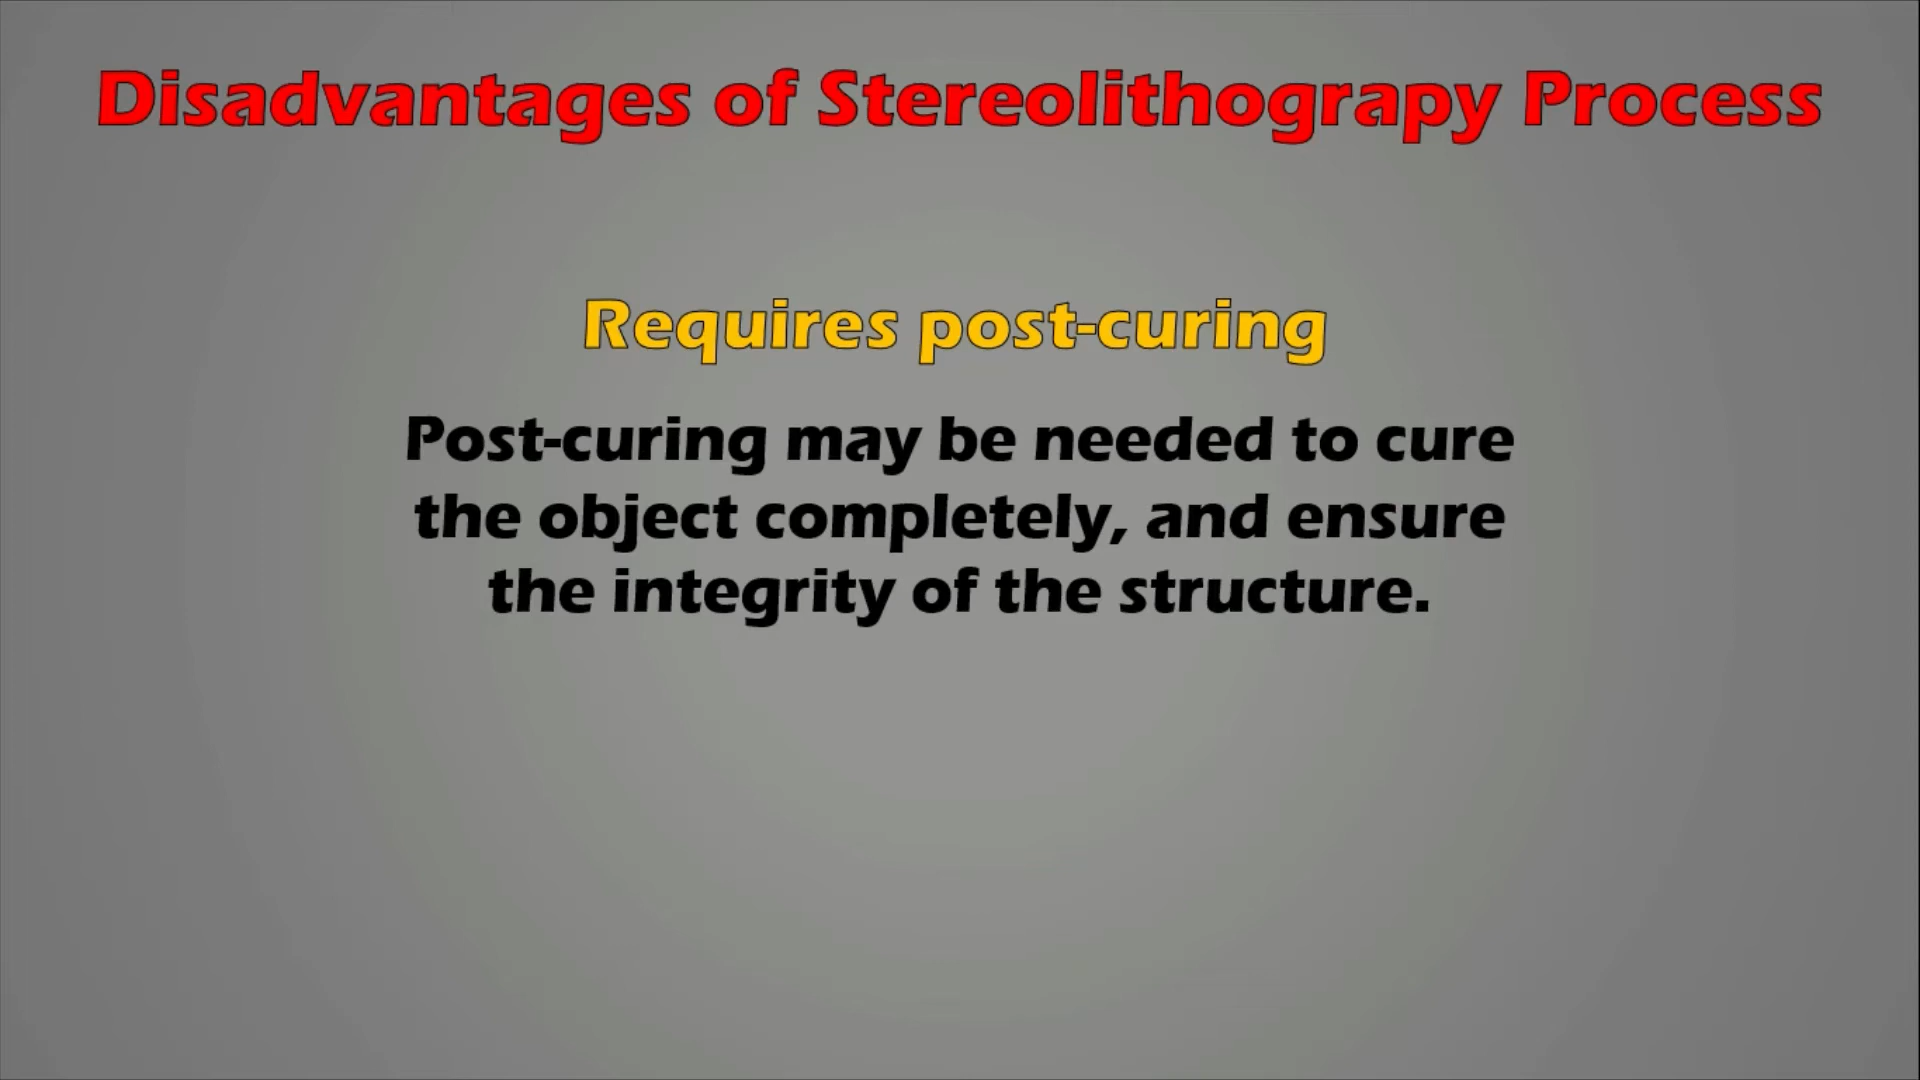 Disadvantages of Stereolithograpy Process
Requires post-curing
Post-curing may be needed to cure
the object completely, and ensure
the integrity of the structure.